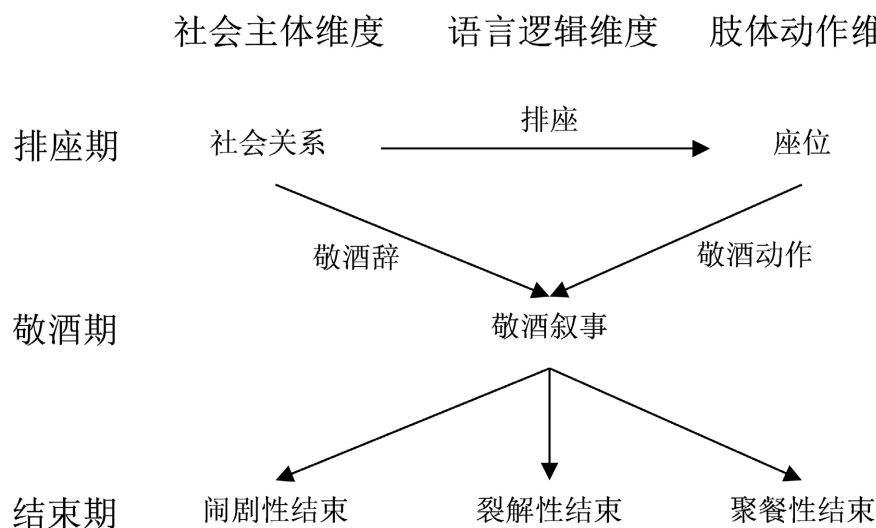 社会主体维度 语言逻辑维度 肢体动作维
排座
排座期 社会关系 座位
敬酒辞 敬酒动作
敬酒期 敬酒叙事
结束期 闹剧性结束 裂解性结束 聚餐性结束